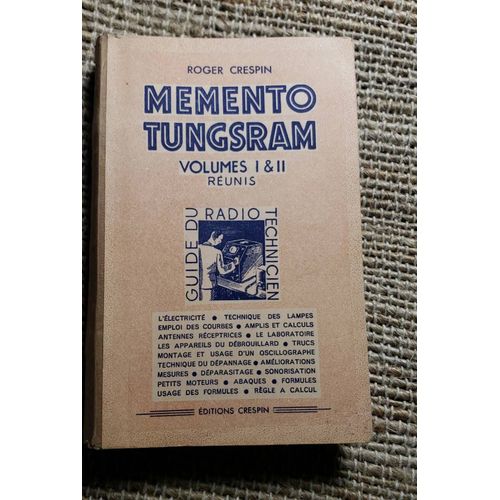 ROGER CRESPIN
MEMENTO
TUNGSRAM
VOLUMES I & II
RÉUNIS
GUIDE DU
RADIO
TECHNICIEN
L'ÉLECTRICITÉ ● TECHNIQUE DES LAMPES
EMPLOI DES COURBES ● AMPLIS ET CALCULS
ANTENNES RÉCEPTRICES ● LE LABORATOIRE
LES APPAREILS DU DÉBROUILLARD ● TRUCS
MONTAGE ET USAGE D'UN OSCILLOGRAPHE
TECHNIQUE DU DÉPANNAGE ● AMÉLIORATIONS
MESURES ● DÉPARASITAGE ● SONORISATION
PETITS MOTEURS ● ABAQUES ● FORMULES
USAGE DES FORMULES ● RÈGLE A CALCUL
ÉDITIONS CRESPIN